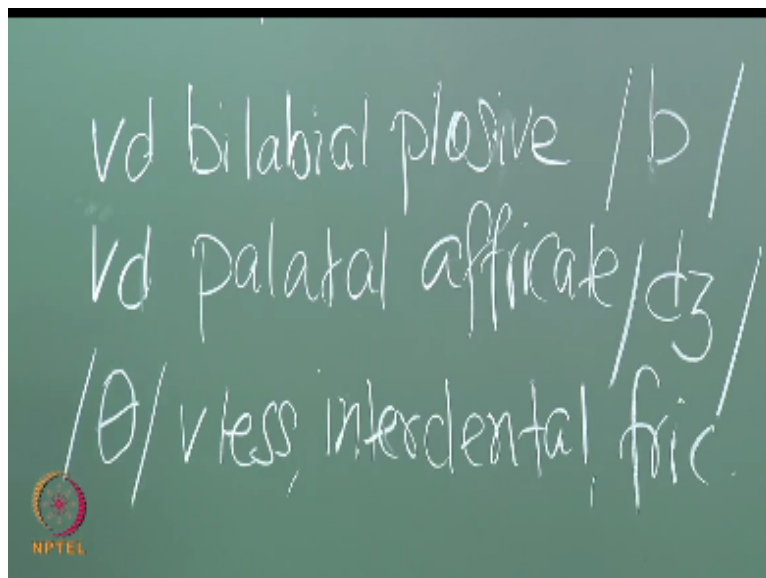 vd bilabial plosive /b/
vd palatal affricate /dʒ/
/θ/ vless, interdental, fric.
NPTEL